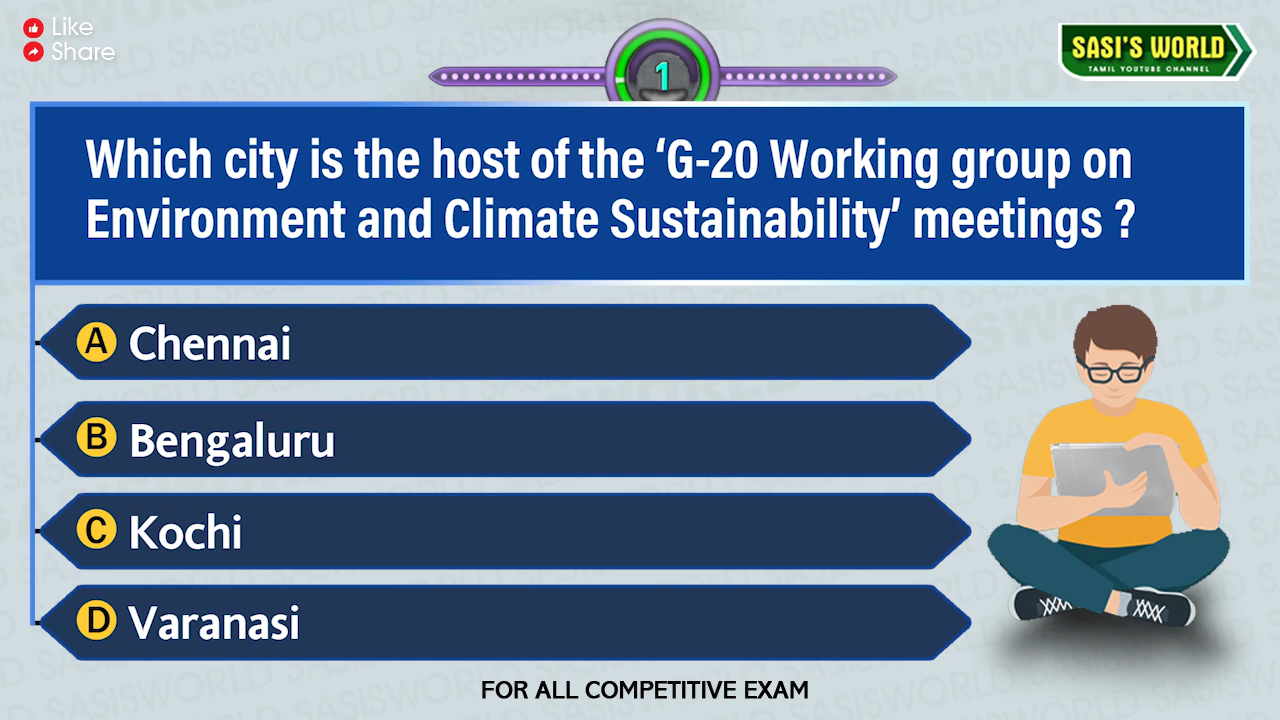 Like
Share
SASI'S WORLD
TAMIL YOUTUBE CHANNEL
1
Which city is the host of the ‘G-20 Working group on
Environment and Climate Sustainability’ meetings ?
A Chennai
B Bengaluru
C Kochi
D Varanasi
FOR ALL COMPETITIVE EXAM